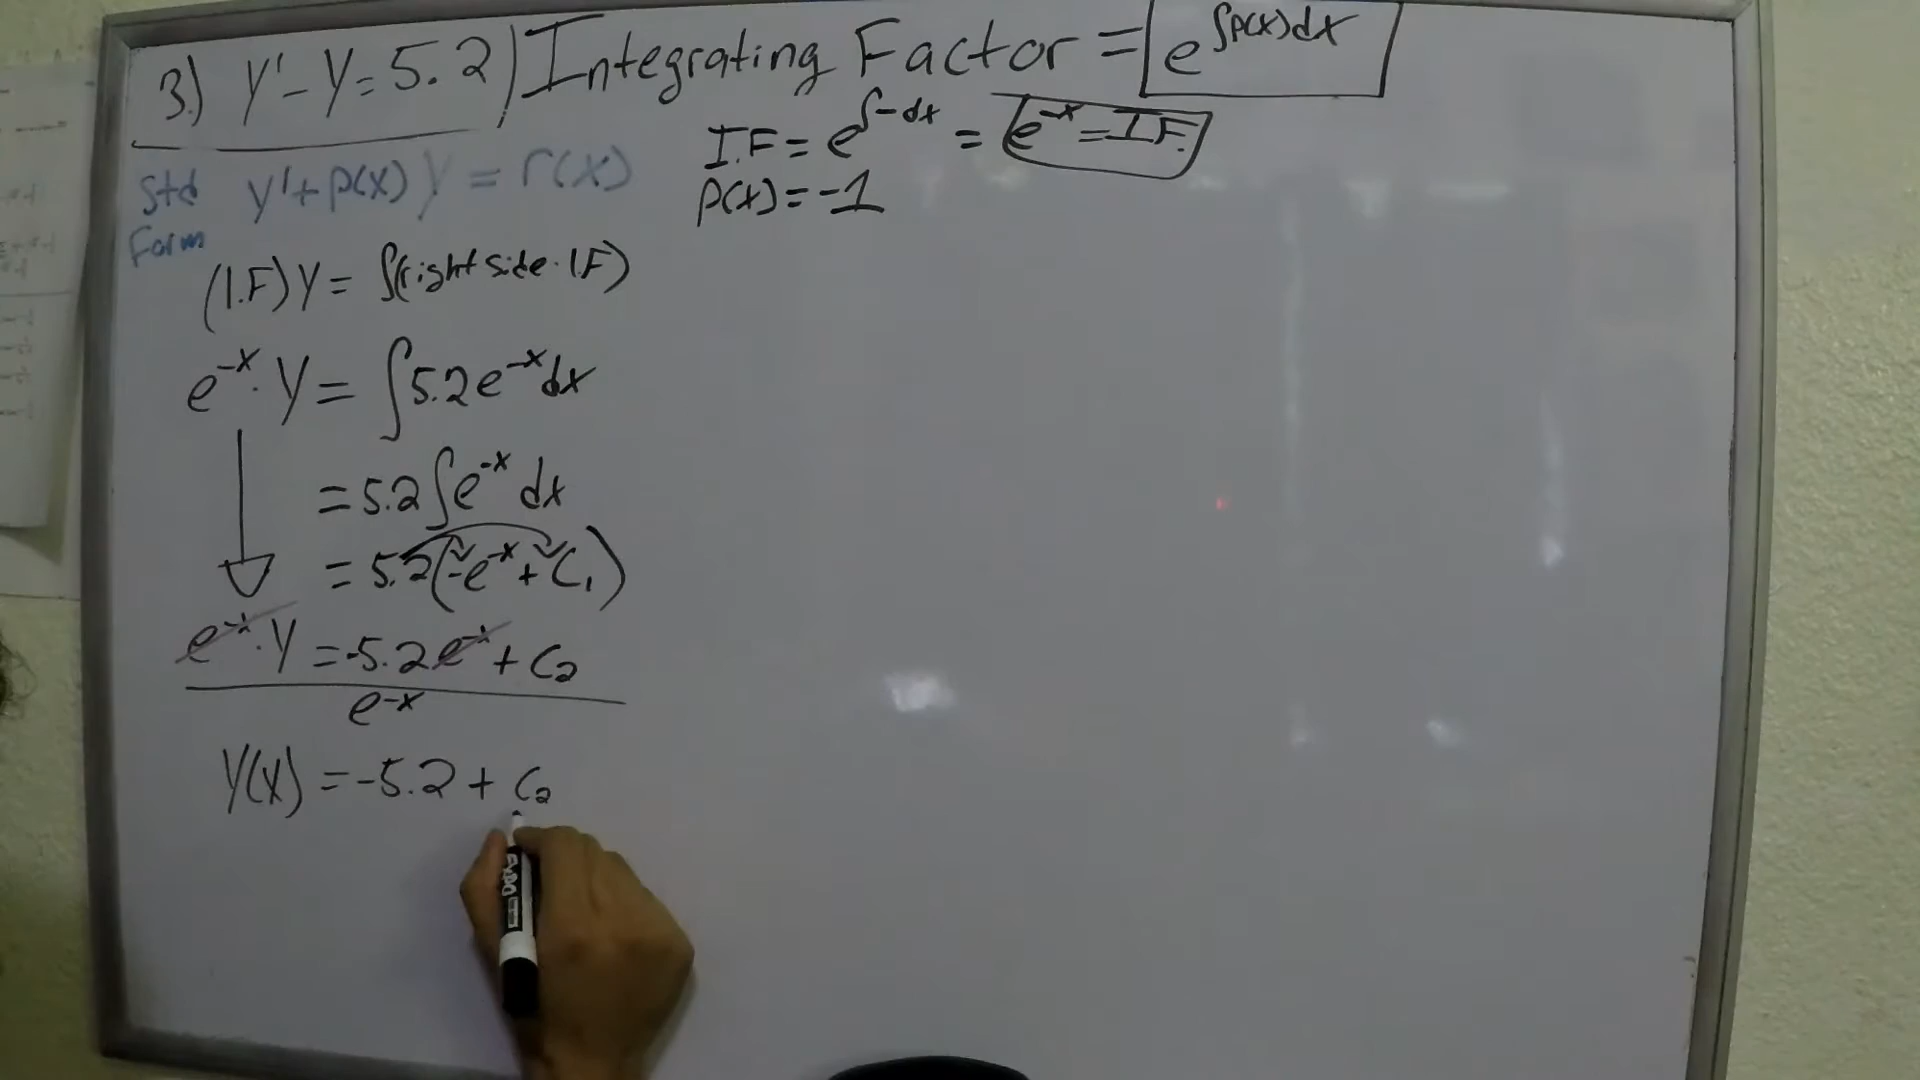 3.) y' - y = 5.2
Integrating Factor = e^∫p(x)dx
I.F = e^∫-dx = e^-x = I.F.
p(x) = -1
Std Form y' + p(x) y = r(x)
(I.F) y = ∫(right side · I.F)
e^-x · y = ∫5.2e^-x dx
= 5.2∫e^-x dx
= 5.2(-e^-x + C₁)
e^-x · y = -5.2e^-x + C₂
e^-x
y(x) = -5.2 + C₂
EXPO